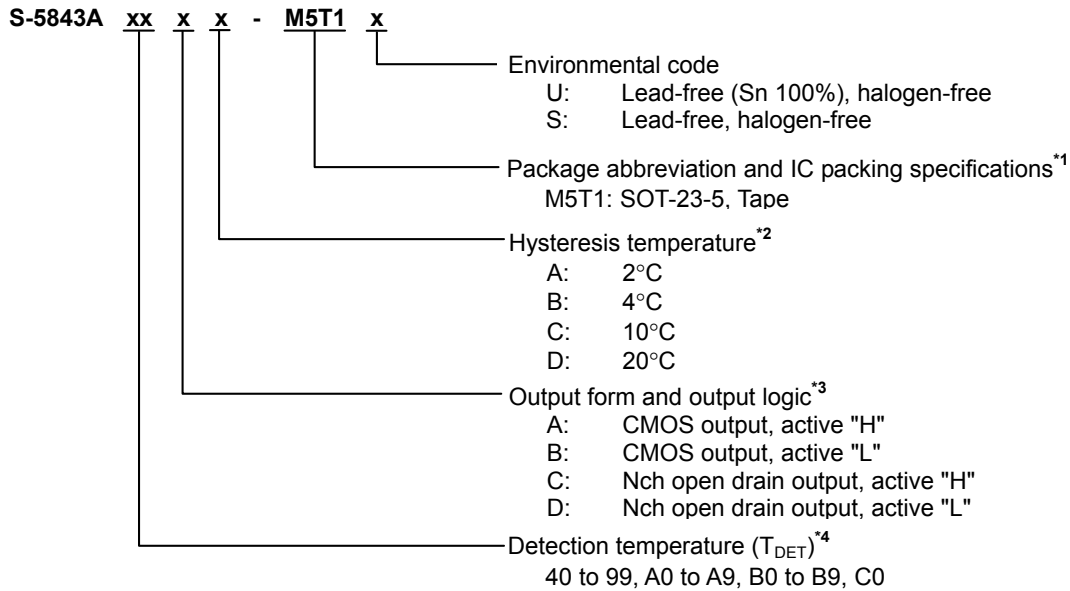 S-5843A xx x x - M5T1 x
Environmental code
U: Lead-free (Sn 100%), halogen-free
S: Lead-free, halogen-free
Package abbreviation and IC packing specifications*1
M5T1: SOT-23-5, Tape
Hysteresis temperature*2
A: 2°C
B: 4°C
C: 10°C
D: 20°C
Output form and output logic*3
A: CMOS output, active "H"
B: CMOS output, active "L"
C: Nch open drain output, active "H"
D: Nch open drain output, active "L"
Detection temperature (TDET)*4
40 to 99, A0 to A9, B0 to B9, C0